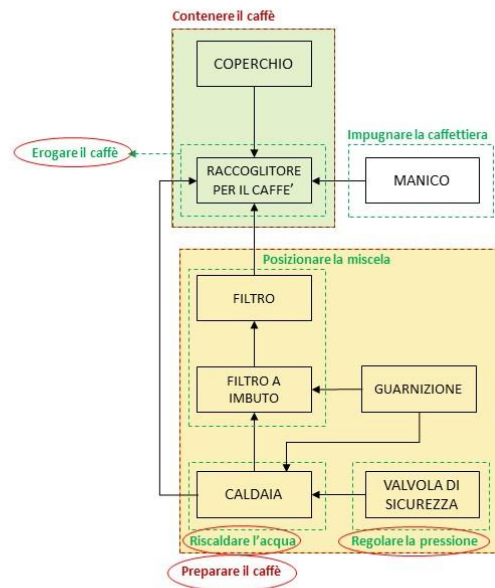 Contenere il caffè
COPERCHIO
Impugnare la caffettiera
Erogare il caffè
RACCOGLITORE
PER IL CAFFE’
MANICO
Posizionare la miscela
FILTRO
FILTRO A
IMBUTO
GUARNIZIONE
CALDAIA
VALVOLA DI
SICUREZZA
Riscaldare l’acqua
Regolare la pressione
Preparare il caffè